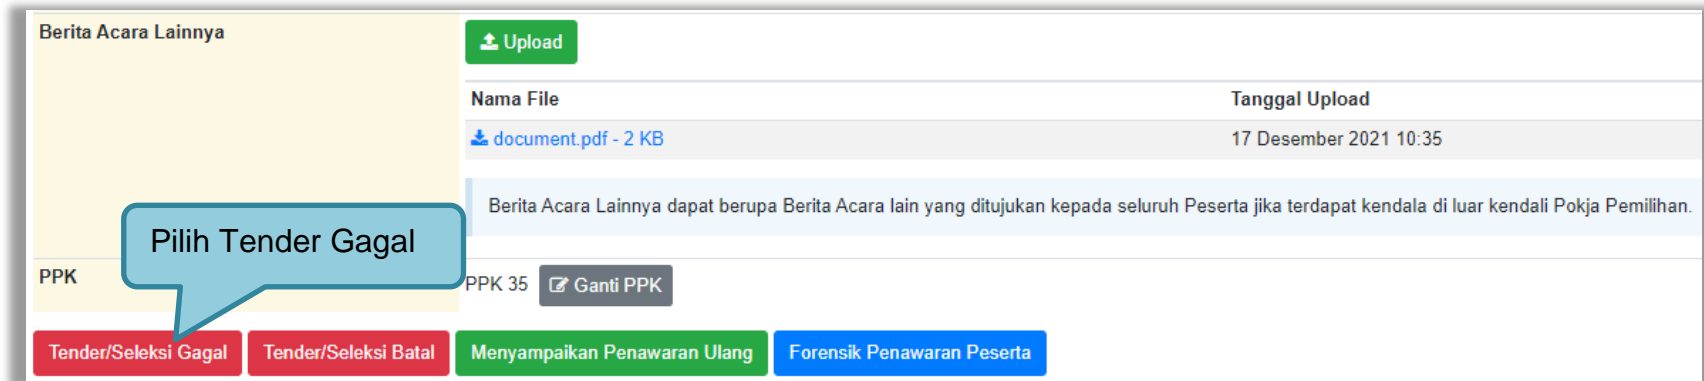 Berita Acara Lainnya
Upload
Nama File Tanggal Upload
document.pdf - 2 KB 17 Desember 2021 10:35
Berita Acara Lainnya dapat berupa Berita Acara lain yang ditujukan kepada seluruh Peserta jika terdapat kendala di luar kendali Pokja Pemilihan.
Pilih Tender Gagal
PPK PPK 35 Ganti PPK
Tender/Seleksi Gagal Tender/Seleksi Batal Menyampaikan Penawaran Ulang Forensik Penawaran Peserta